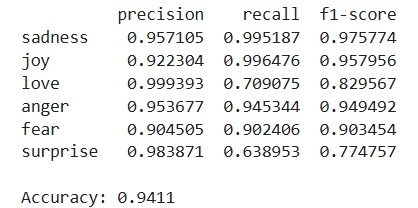 precision recall f1-score
sadness 0.957105 0.995187 0.975774
joy 0.922304 0.996476 0.957956
love 0.999393 0.709075 0.829567
anger 0.953677 0.945344 0.949492
fear 0.904505 0.902406 0.903454
surprise 0.983871 0.638953 0.774757
Accuracy: 0.9411